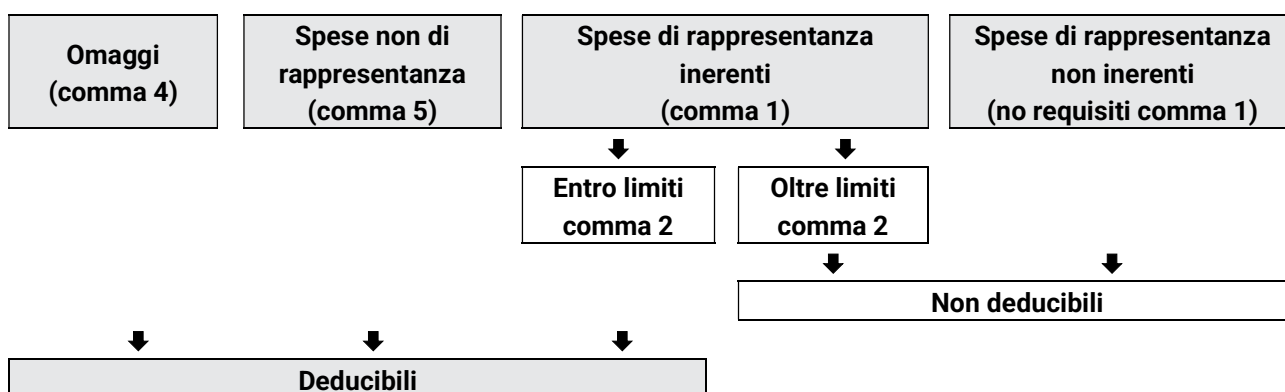 Omaggi
(comma 4)
Spese non di
rappresentanza
(comma 5)
Spese di rappresentanza
inerenti
(comma 1)
Spese di rappresentanza
non inerenti
(no requisiti comma 1)
Entro limiti
comma 2
Oltre limiti
comma 2
Non deducibili
Deducibili